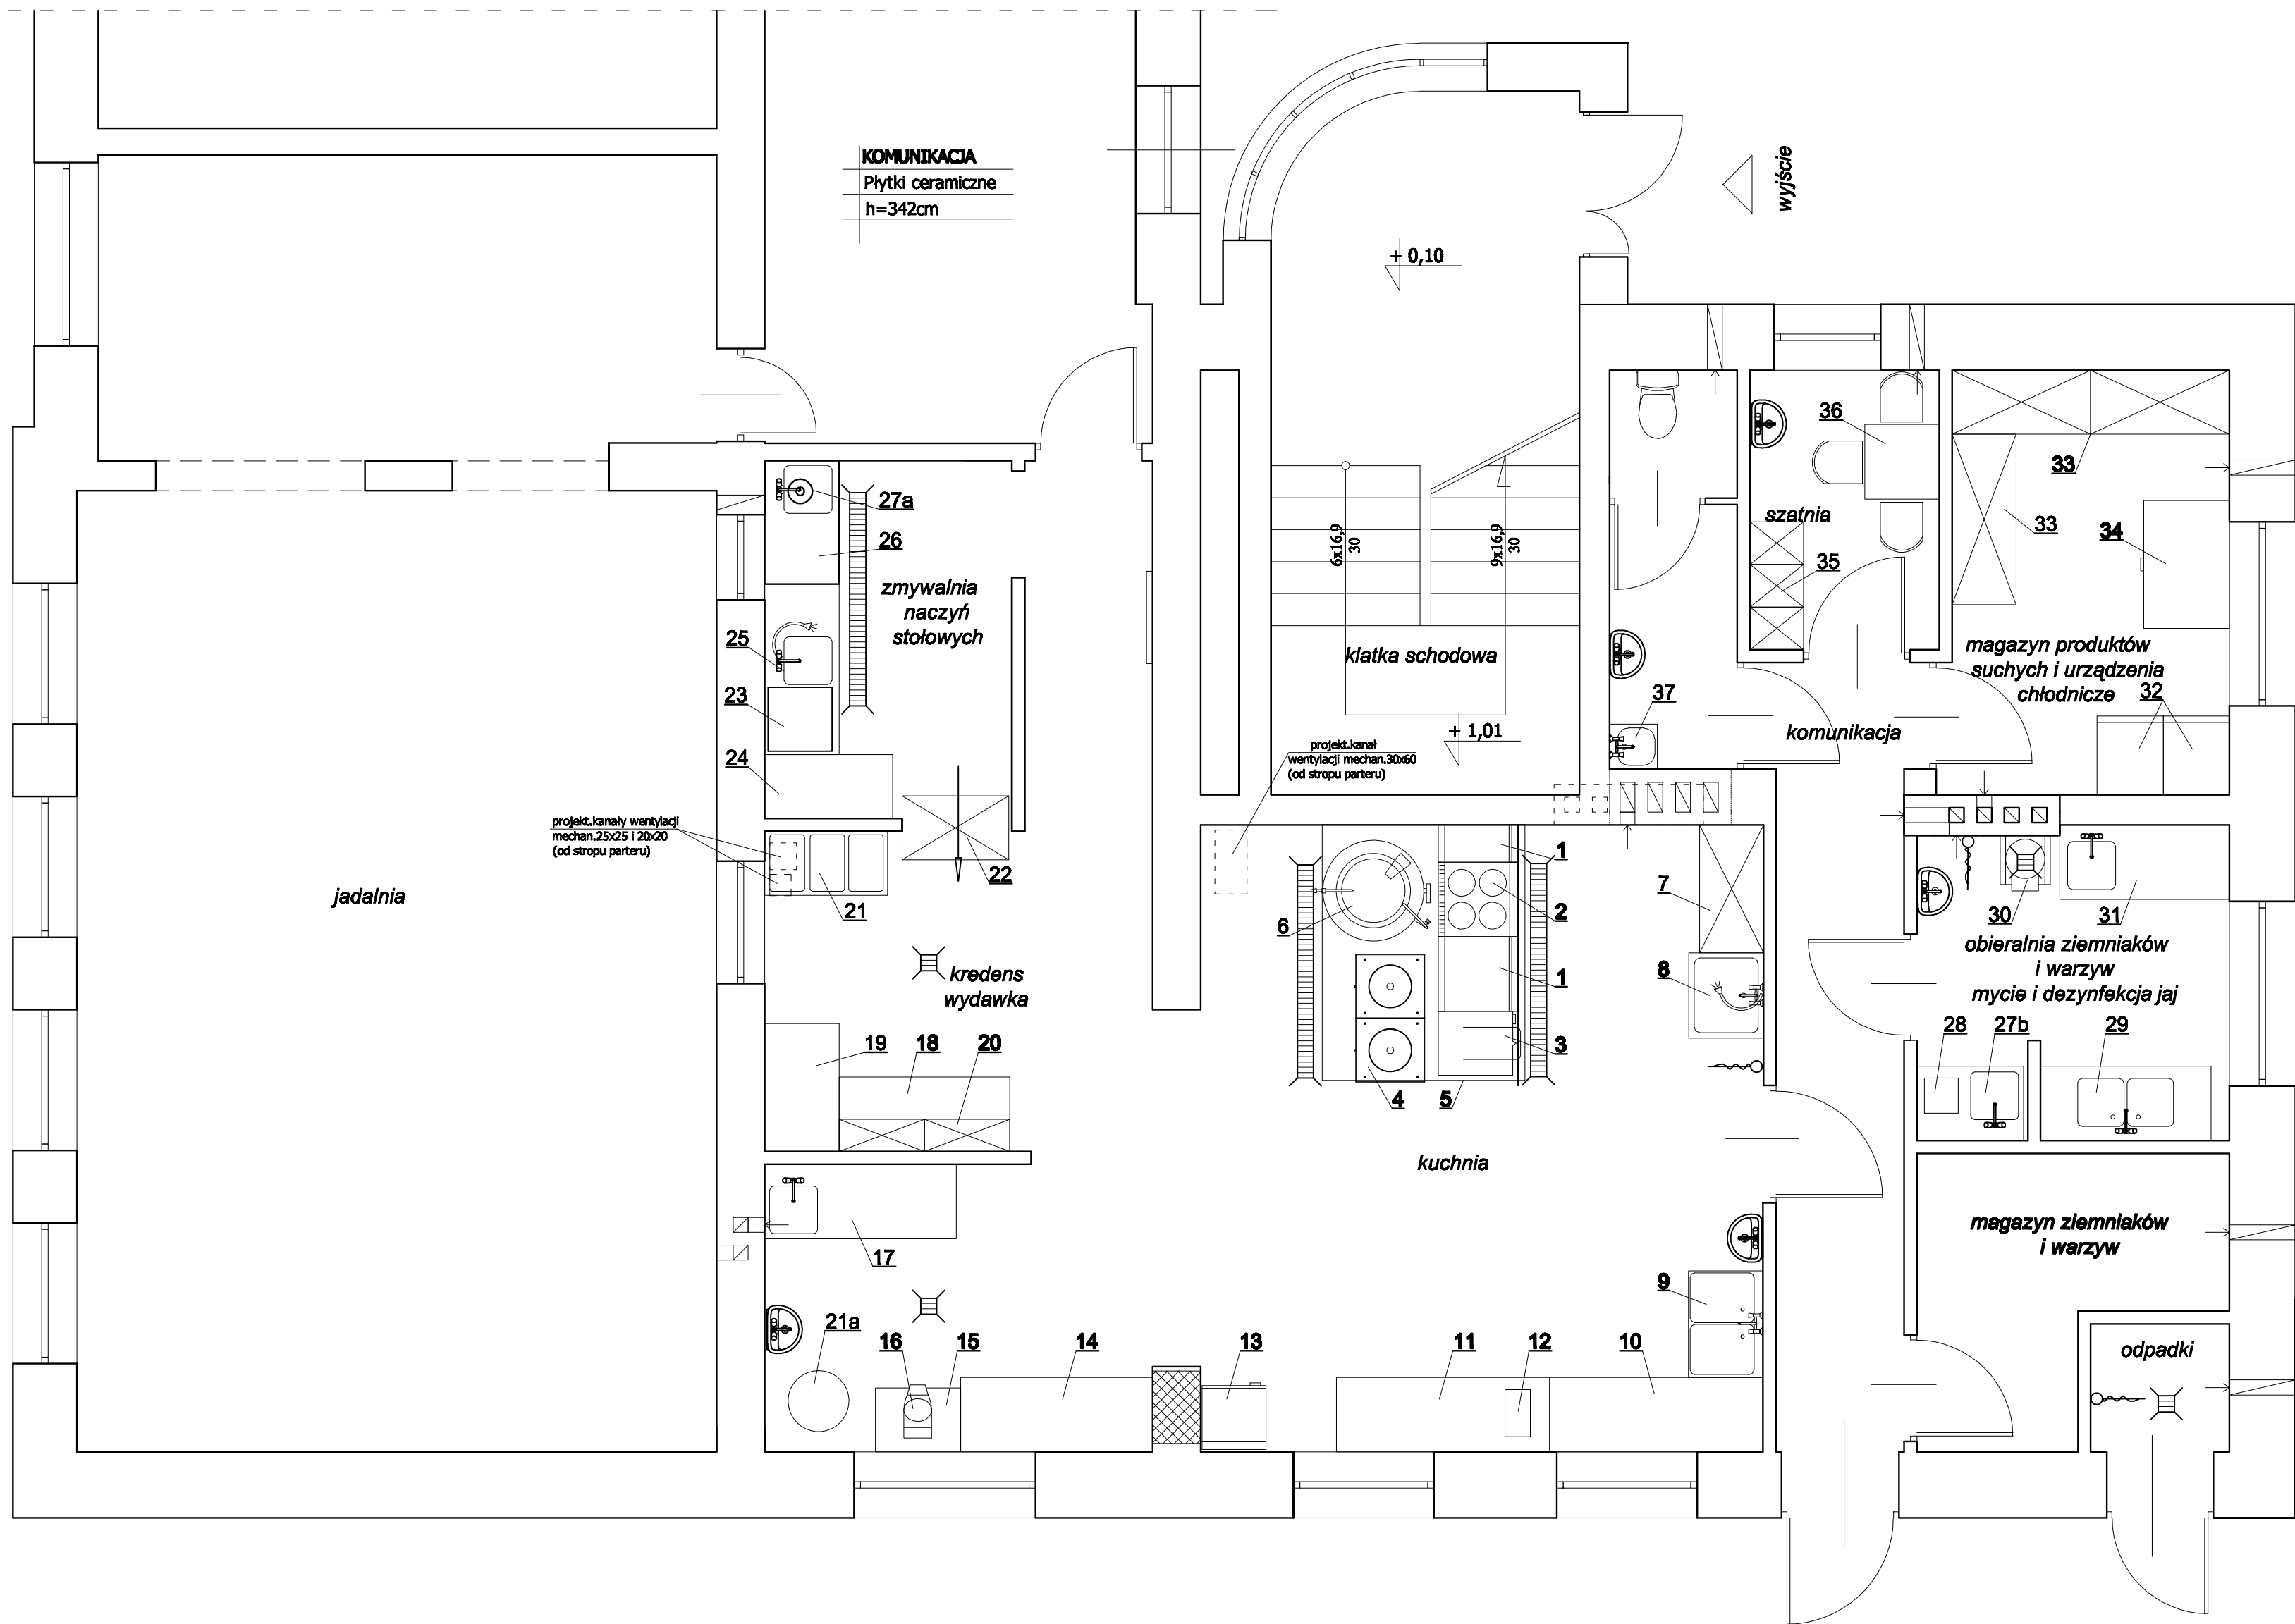 KOMUNIKACJA
Płytki ceramiczne
h=342cm
wyjście
+ 0,10
36
33
27a
szatnia
33
34
26
6x16,9
30
9x16,9
30
35
zmywalnia
naczyń
stołowych
25
klatka schodowa
magazyn produktów
suchych i urządzenia
chłodnicze
32
23
37
+ 1,01
komunikacja
24
projekt.kanał
wentylacji mechan.30x60
(od stropu parteru)
projekt.kanały wentylacji
mechan.25x25 i 20x20
(od stropu parteru)
1
22
7
jadalnia
21
2
30
31
6
obieralnia ziemniaków
i warzyw
mycie i dezynfekcja jaj
kredens
wydawka
1
8
28
27b
29
19
18
20
3
4
5
kuchnia
magazyn ziemniaków
i warzyw
17
9
21a
16
15
14
13
11
12
10
odpadki